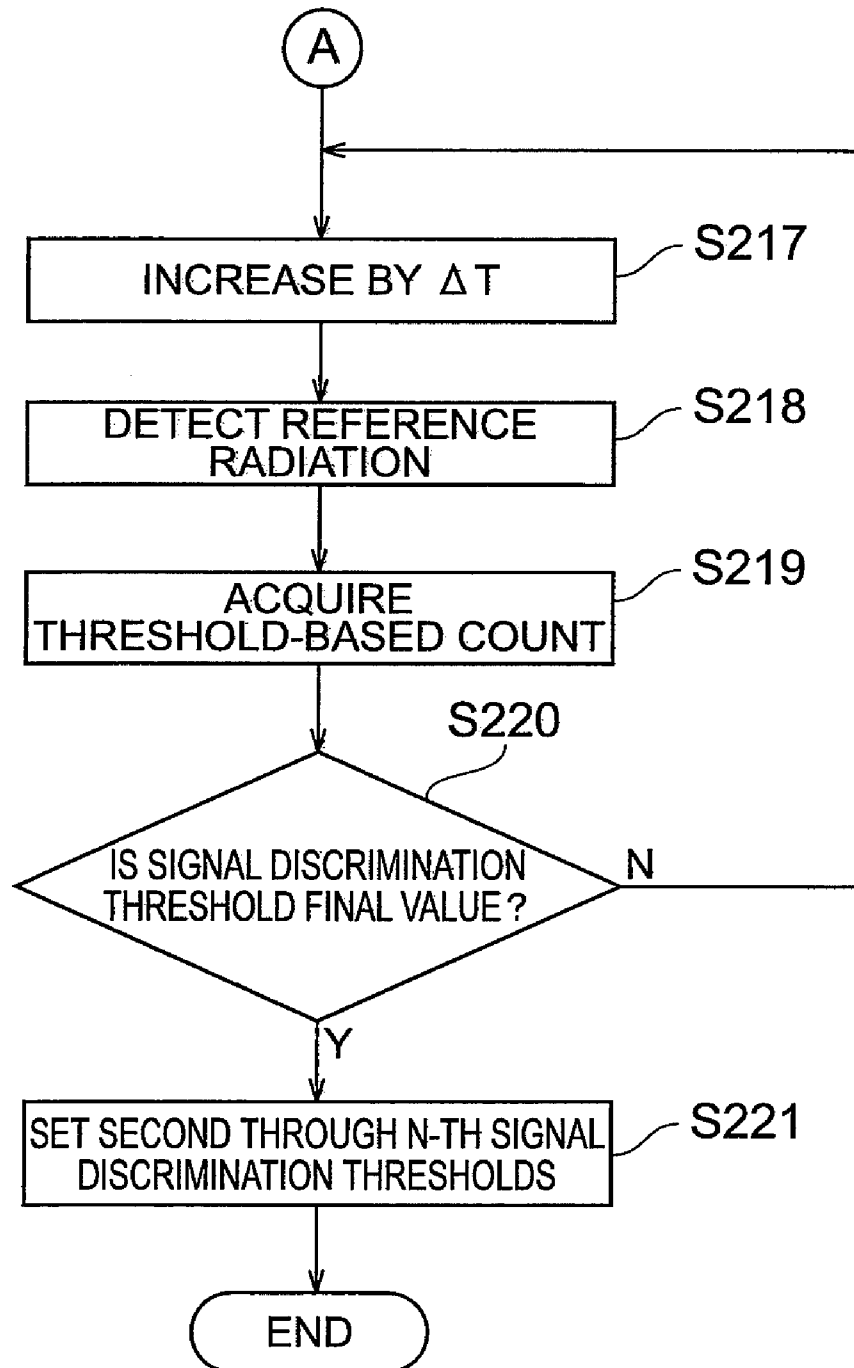 A
INCREASE BY Δ T
S217
DETECT REFERENCE
RADIATION
S218
ACQUIRE
THRESHOLD-BASED COUNT
S219
S220
IS SIGNAL DISCRIMINATION
THRESHOLD FINAL VALUE ?
N
Y
SET SECOND THROUGH N-TH SIGNAL
DISCRIMINATION THRESHOLDS
S221
END